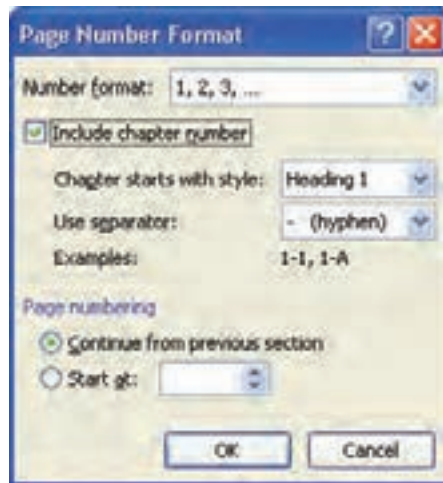 Page Number Format
Number format: 1, 2, 3, ...
Include chapter number
Chapter starts with style: Heading 1
Use separator: - (hyphen)
Examples: 1-1, 1-A
Page numbering
Continue from previous section
Start at:
OK Cancel